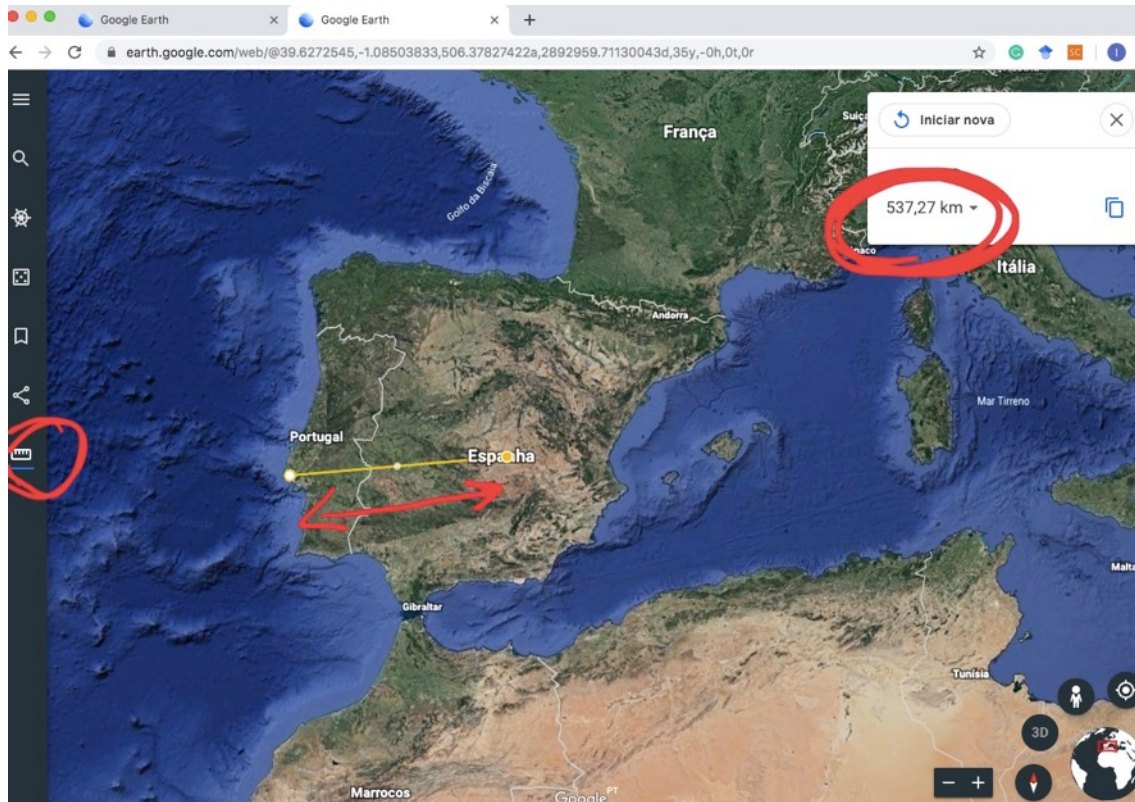 Google Earth
Google Earth
earth.google.com/web/@39.6272545,-1.08503833,506.37827422a,2892959.71130043d,35y,-0h,0t,0r
SC
I
Iniciar nova
537,27 km
França
Golfo da Biscaia
Itália
Andorra
Mar Tirreno
Portugal
Espanha
Gibraltar
Malta
Tunísia
3D
Marrocos
Google
PT